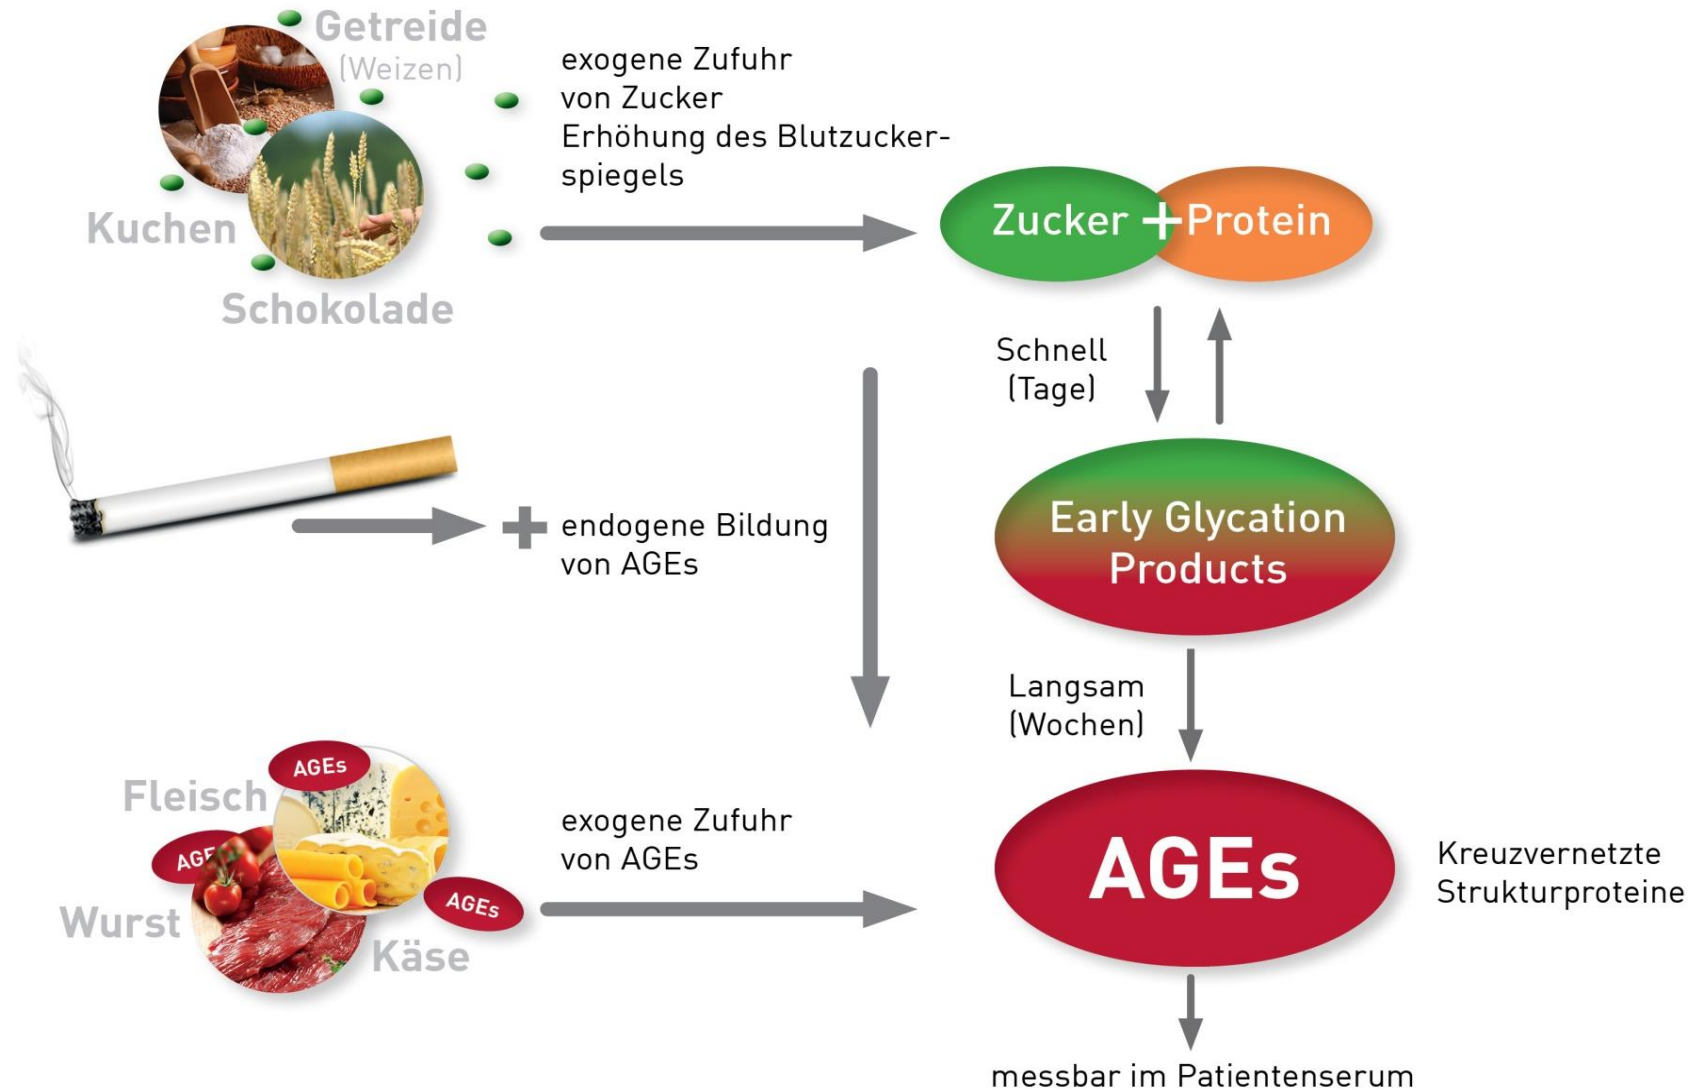 Getreide
(Weizen)
Kuchen
Schokolade
exogene Zufuhr
von Zucker
Erhöhung des Blutzucker-
spiegels
Zucker + Protein
Schnell
(Tage)
Early Glycation
Products
+ endogene Bildung
von AGEs
Langsam
(Wochen)
Fleisch
Wurst
Käse
AGEs
AGE
AGEs
exogene Zufuhr
von AGEs
AGEs
Kreuzvernetzte
Strukturproteine
messbar im Patientenserum